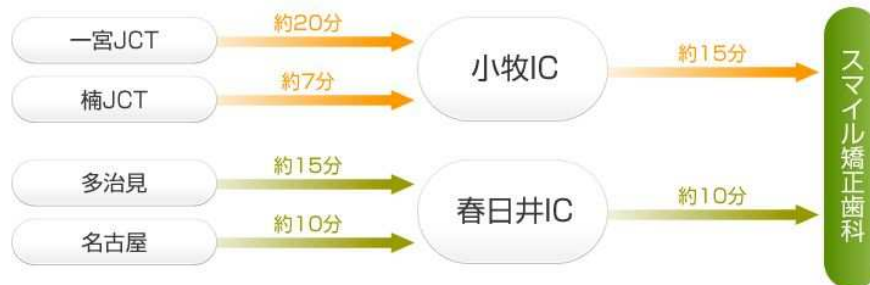 一宮JCT
約20分
楠JCT
約7分
小牧IC
約15分
多治見
約15分
名古屋
約10分
春日井IC
約10分
スマイル矯正歯科